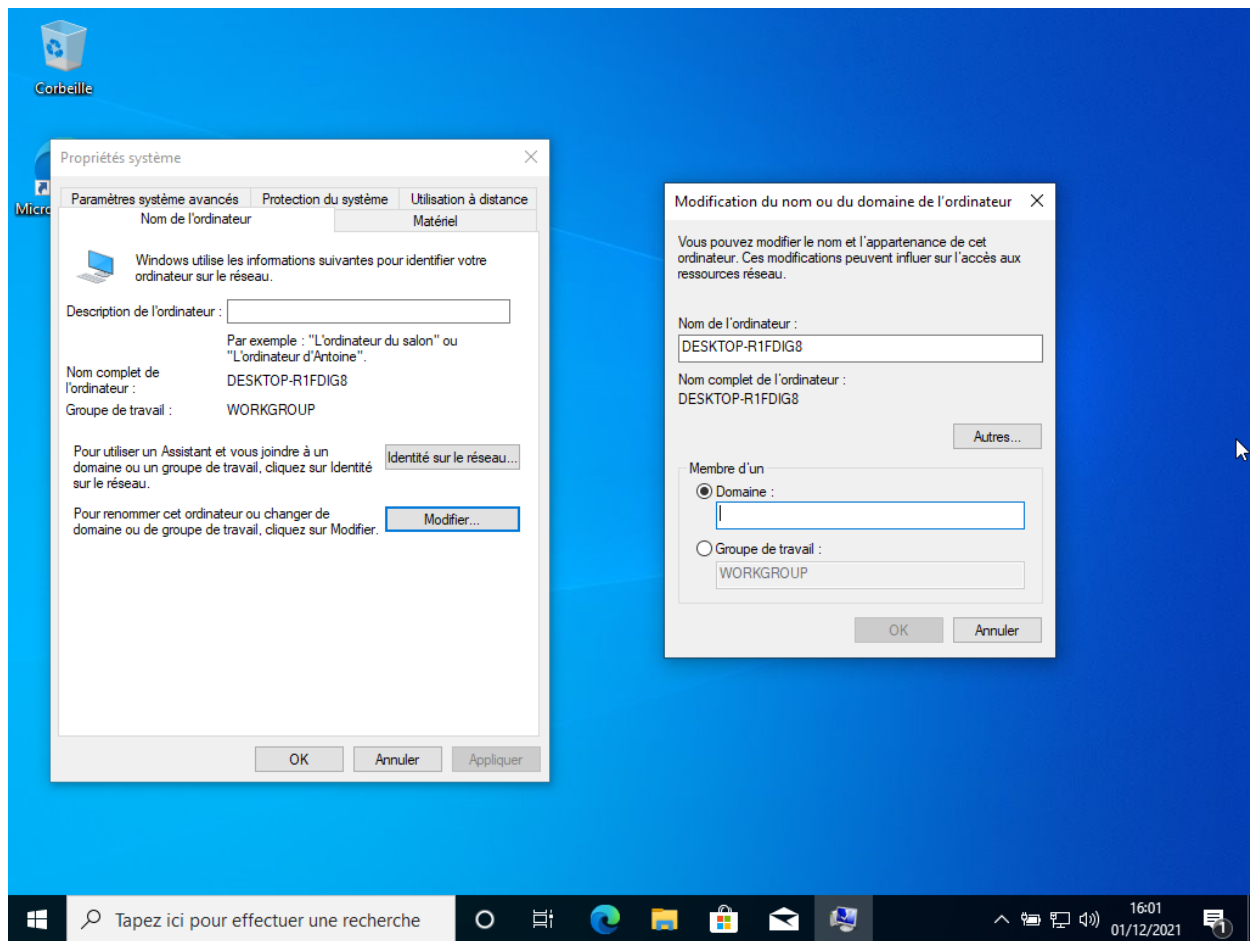 Corbeille
Micro
Propriétés système
Paramètres système avancés
Protection du système
Utilisation à distance
Nom de l'ordinateur
Matériel
Windows utilise les informations suivantes pour identifier votre
ordinateur sur le réseau.
Description de l'ordinateur :
Par exemple : "L'ordinateur du salon" ou
"L'ordinateur d'Antoine".
Nom complet de
l'ordinateur :
DESKTOP-R1FDIG8
Groupe de travail :
WORKGROUP
Pour utiliser un Assistant et vous joindre à un
domaine ou un groupe de travail, cliquez sur Identité
sur le réseau.
Identité sur le réseau...
Pour renommer cet ordinateur ou changer de
domaine ou de groupe de travail, cliquez sur Modifier.
Modifier...
OK
Annuler
Appliquer
Modification du nom ou du domaine de l'ordinateur
Vous pouvez modifier le nom et l'appartenance de cet
ordinateur. Ces modifications peuvent influer sur l'accès aux
ressources réseau.
Nom de l'ordinateur :
DESKTOP-R1FDIG8
Nom complet de l'ordinateur :
DESKTOP-R1FDIG8
Autres...
Membre d'un
Domaine :
Groupe de travail :
WORKGROUP
OK
Annuler
Tapez ici pour effectuer une recherche
16:01
01/12/2021
1